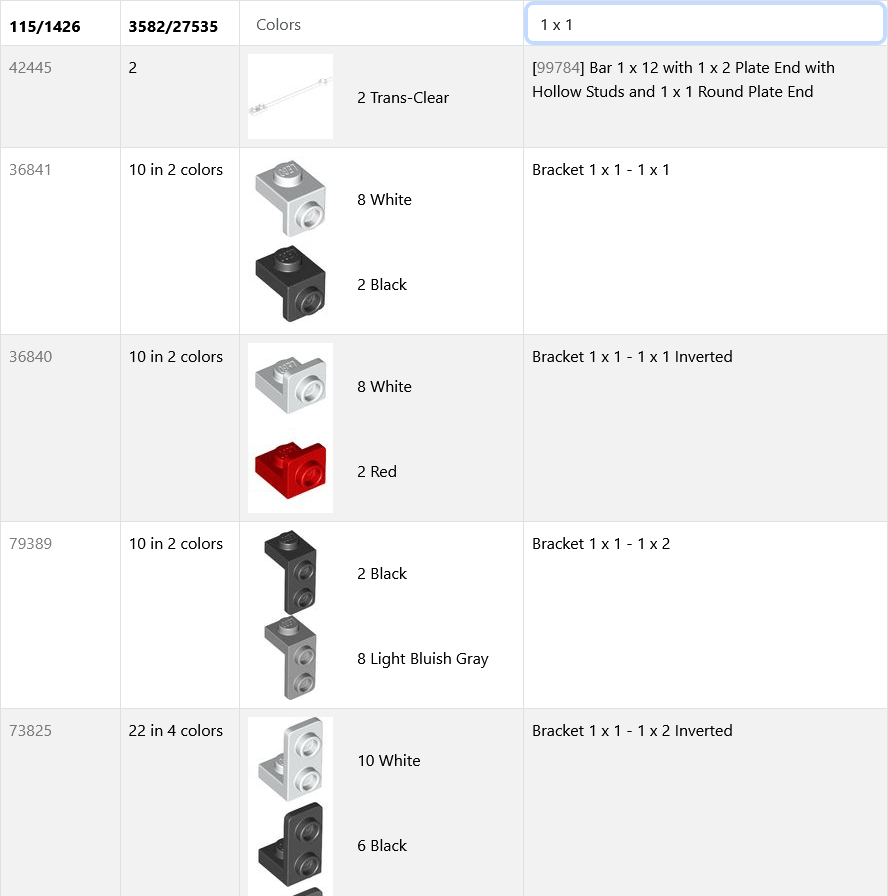 115/1426 3582/27535 Colors 1 x 1
42445 2 2 Trans-Clear [99784] Bar 1 x 12 with 1 x 2 Plate End with
Hollow Studs and 1 x 1 Round Plate End
36841 10 in 2 colors Bracket 1 x 1 - 1 x 1
8 White
2 Black
36840 10 in 2 colors Bracket 1 x 1 - 1 x 1 Inverted
8 White
2 Red
79389 10 in 2 colors Bracket 1 x 1 - 1 x 2
2 Black
8 Light Bluish Gray
73825 22 in 4 colors Bracket 1 x 1 - 1 x 2 Inverted
10 White
6 Black